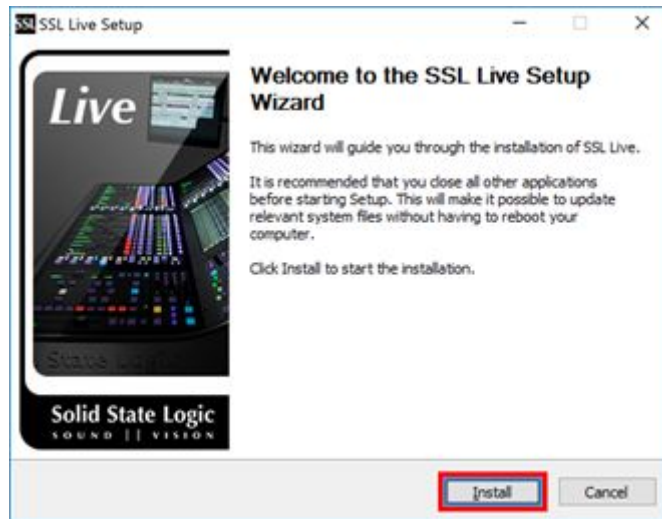 SSL SSL Live Setup
Live
Welcome to the SSL Live Setup
Wizard
This wizard will guide you through the installation of SSL Live.
It is recommended that you close all other applications
before starting Setup. This will make it possible to update
relevant system files without having to reboot your
computer.
Click Install to start the installation.
State Logic
Solid State Logic
SOUND || VISION
Install
Cancel